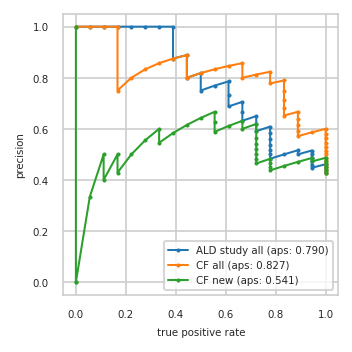 1.0
0.8
0.6
0.4
0.2
0.0
precision
ALD study all (aps: 0.790)
CF all (aps: 0.827)
CF new (aps: 0.541)
0.0 0.2 0.4 0.6 0.8 1.0
true positive rate